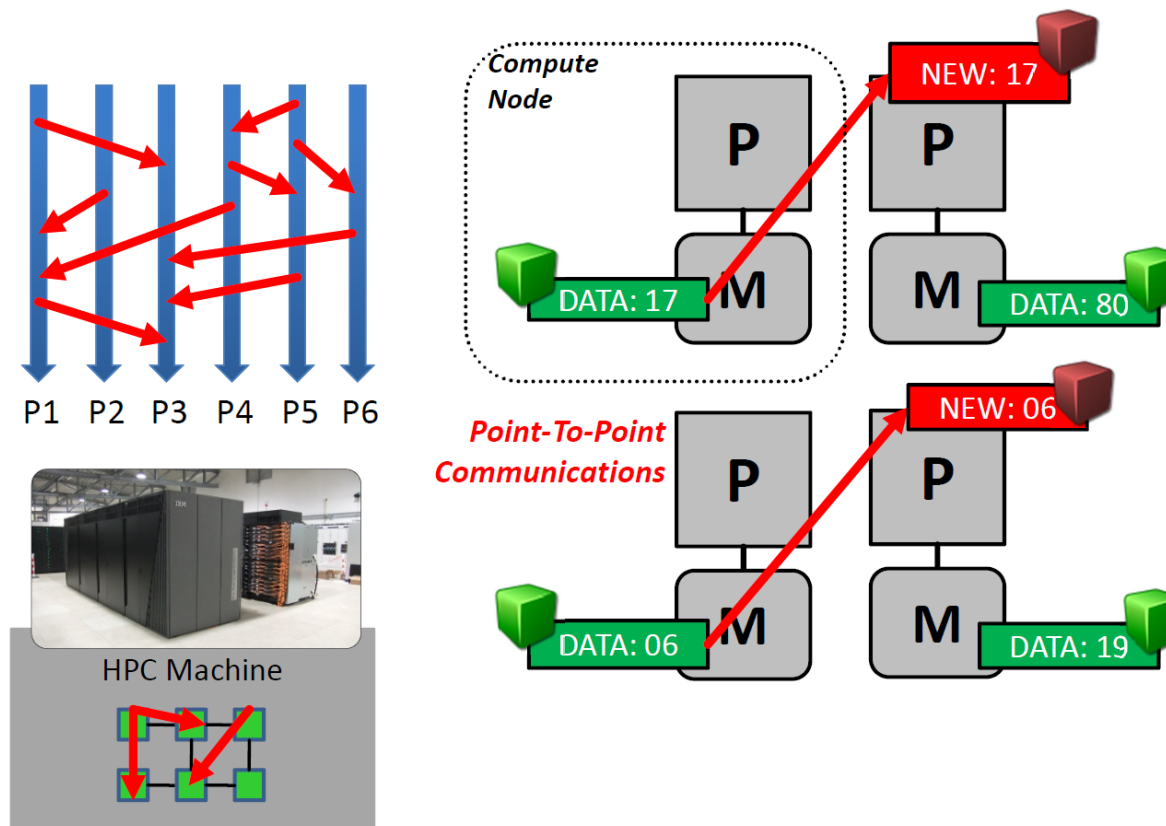 P1 P2 P3 P4 P5 P6
IBM
HPC Machine
Compute
Node
P
M
DATA: 17
NEW: 17
P
M
DATA: 80
Point-To-Point
Communications
P
M
DATA: 06
NEW: 06
P
M
DATA: 19